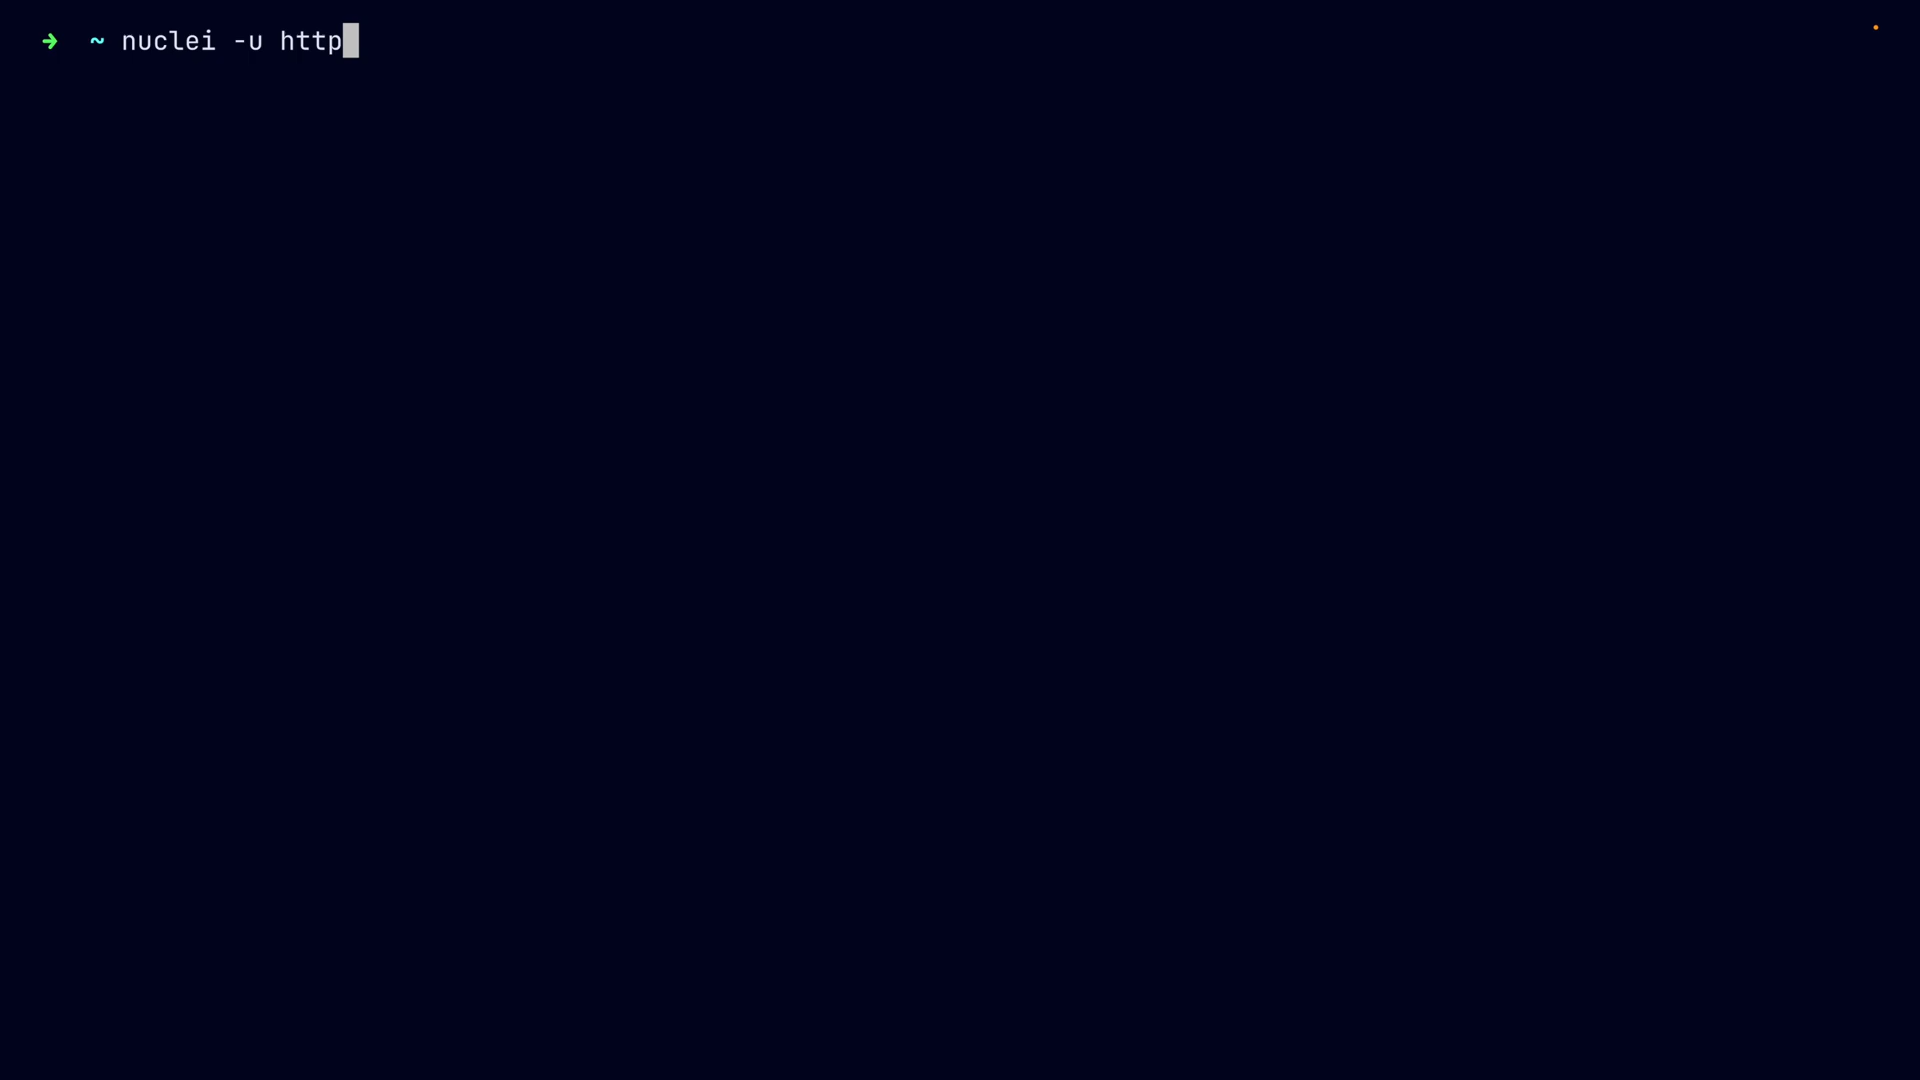 ➜ ~ nuclei -u http